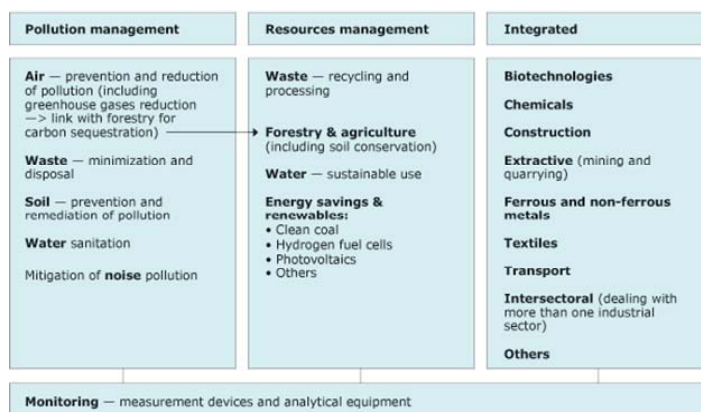 Pollution management
Resources management
Integrated
Air — prevention and reduction
of pollution (including
greenhouse gases reduction
—> link with forestry for
carbon sequestration)
Waste — minimization and
disposal
Soil — prevention and
remediation of pollution
Water sanitation
Mitigation of noise pollution
Waste — recycling and
processing
Forestry & agriculture
(including soil conservation)
Water — sustainable use
Energy savings &
renewables:
• Clean coal
• Hydrogen fuel cells
• Photovoltaics
• Others
Biotechnologies
Chemicals
Construction
Extractive (mining and
quarrying)
Ferrous and non-ferrous
metals
Textiles
Transport
Intersectoral (dealing with
more than one industrial
sector)
Others
Monitoring — measurement devices and analytical equipment